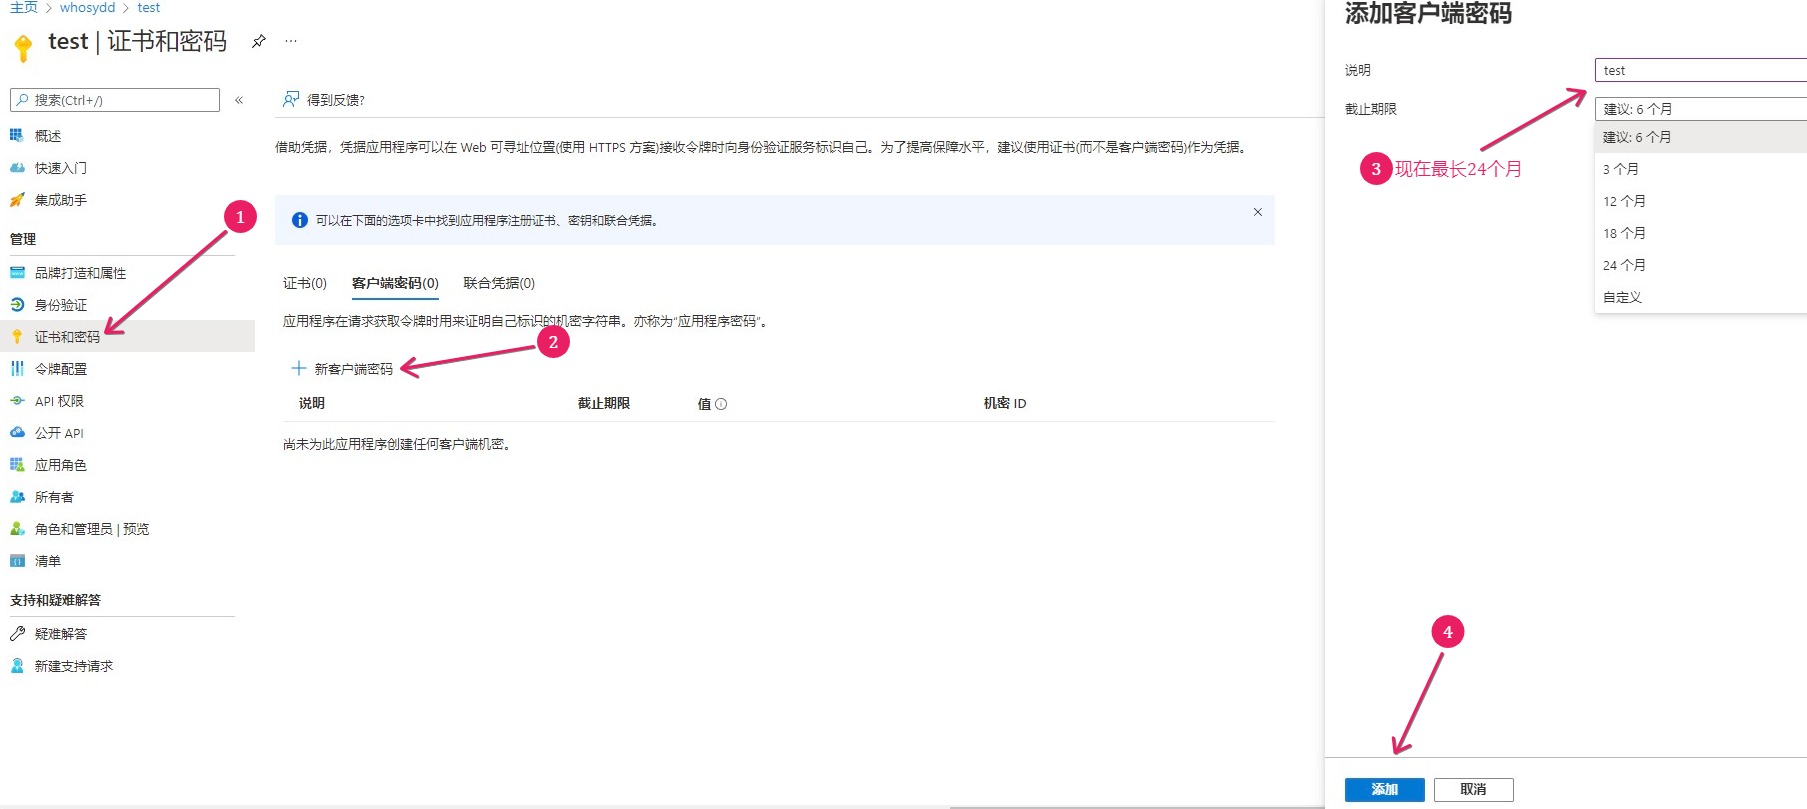 主页 > whosydd > test
test | 证书和密码 ...
搜索(Ctrl+/) «
概述
快速入门
集成助手
管理
品牌打造和属性
身份验证
证书和密码
令牌配置
API 权限
公开 API
应用角色
所有者
角色和管理员 | 预览
清单
支持和疑难解答
疑难解答
新建支持请求
1
得到反馈?
借助凭据，凭据应用程序可以在 Web 可寻址位置(使用 HTTPS 方案)接收令牌时向身份验证服务标识自己。为了提高保障水平，建议使用证书(而不是客户端密码)作为凭据。
可以在下面的选项卡中找到应用程序注册证书、密钥和联合凭据。
证书(0) 客户端密码(0) 联合凭据(0)
应用程序在请求获取令牌时用来证明自己标识的机密字符串。亦称为“应用程序密码”。
2
+ 新客户端密码
说明 截止期限 值 机密 ID
尚未为此应用程序创建任何客户端机密。
添加客户端密码
说明 test
截止期限 建议: 6 个月
建议: 6 个月
3 个月
12 个月
18 个月
24 个月
自定义
3 现在最长24个月
4
添加 取消